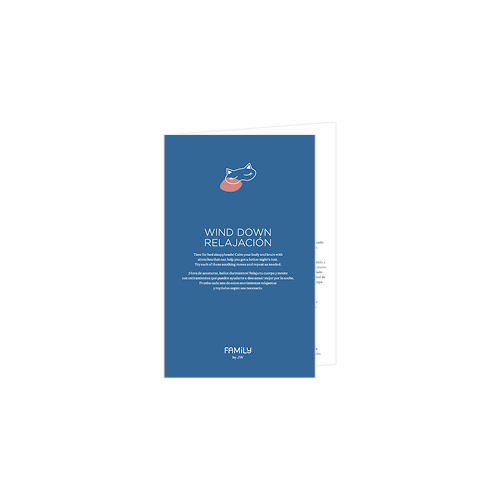 WIND DOWN
RELAJACIÓN
Time for bed sleepyheads! Calm your body and brain with
stretches that can help you get a better night's rest.
Try each of these soothing moves and repeat as needed.
¡Hora de acostarse, bellos durmientes! Relaja tu cuerpo y mente
con estiramientos que pueden ayudarte a descansar mejor por la noche.
Prueba cada uno de estos movimientos relajantes
y repítelos según sea necesario.
FAMiLY
by JW